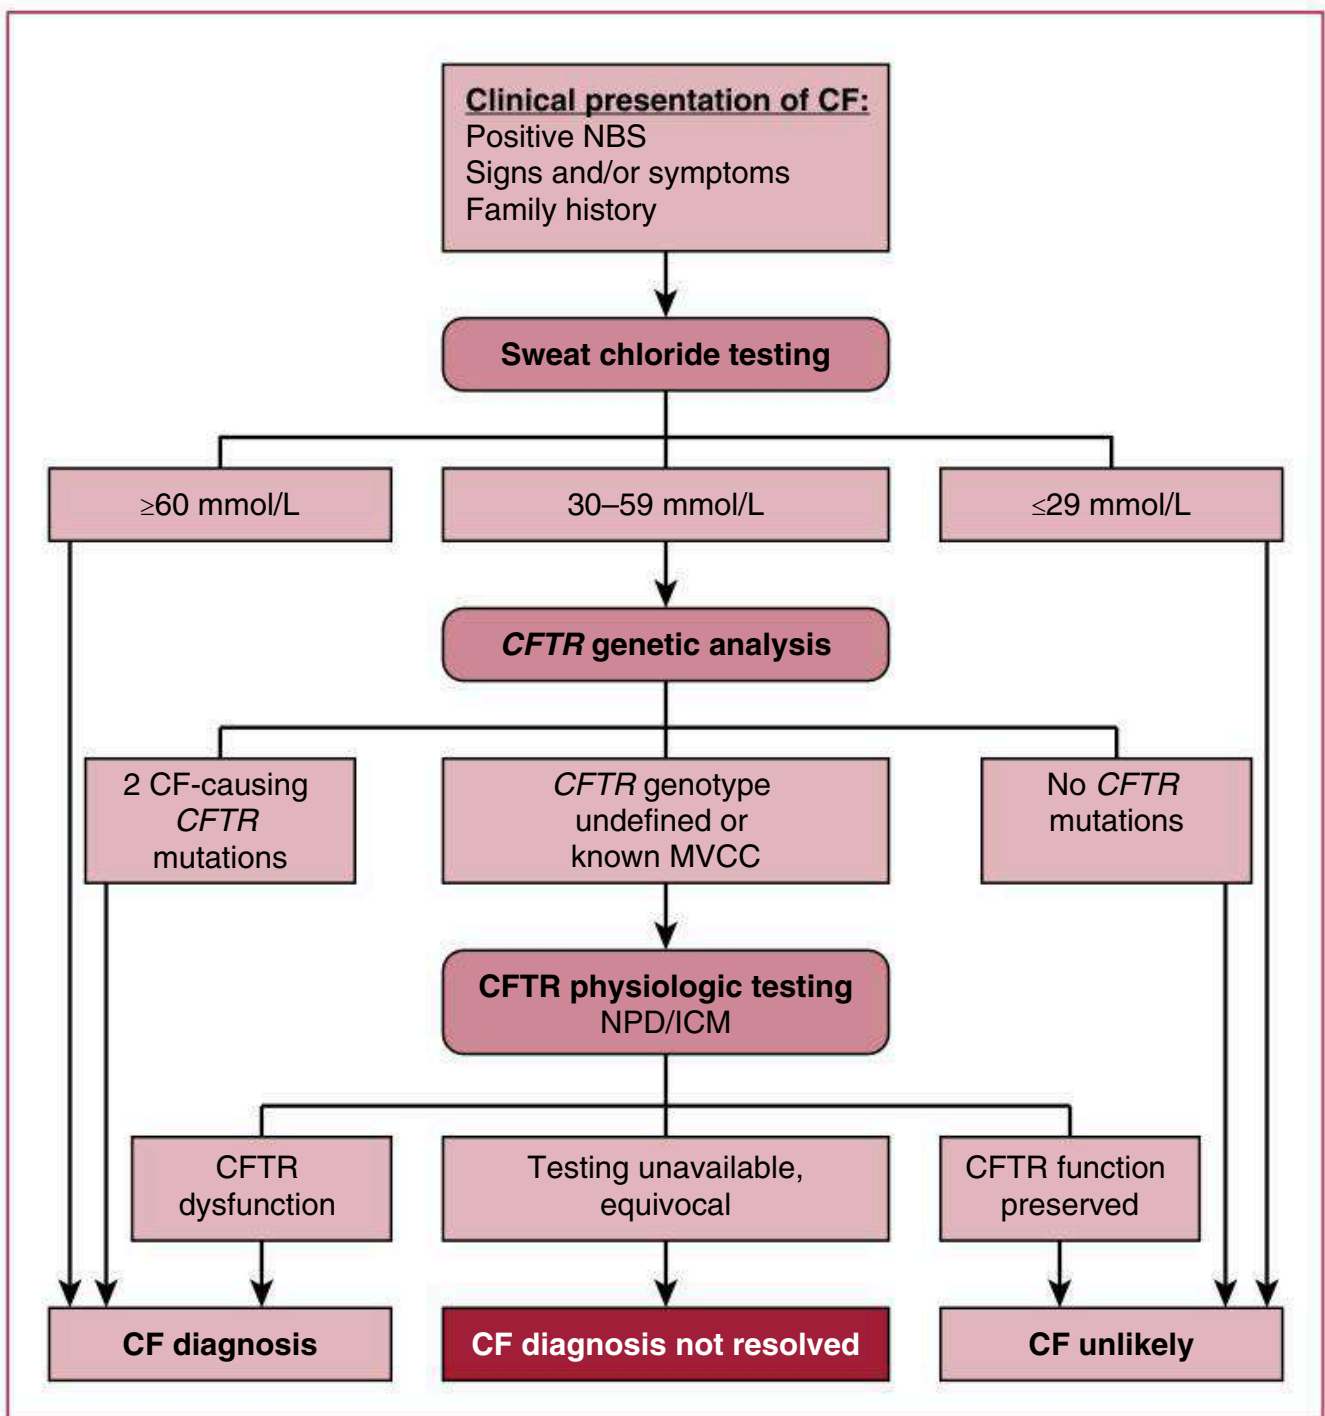 Clinical presentation of CF:
Positive NBS
Signs and/or symptoms
Family history
Sweat chloride testing
≥60 mmol/L
30–59 mmol/L
≤29 mmol/L
CFTR genetic analysis
2 CF-causing
CFTR
mutations
CFTR genotype
undefined or
known MVCC
No CFTR
mutations
CFTR physiologic testing
NPD/ICM
CFTR
dysfunction
Testing unavailable,
equivocal
CFTR function
preserved
CF diagnosis
CF diagnosis not resolved
CF unlikely